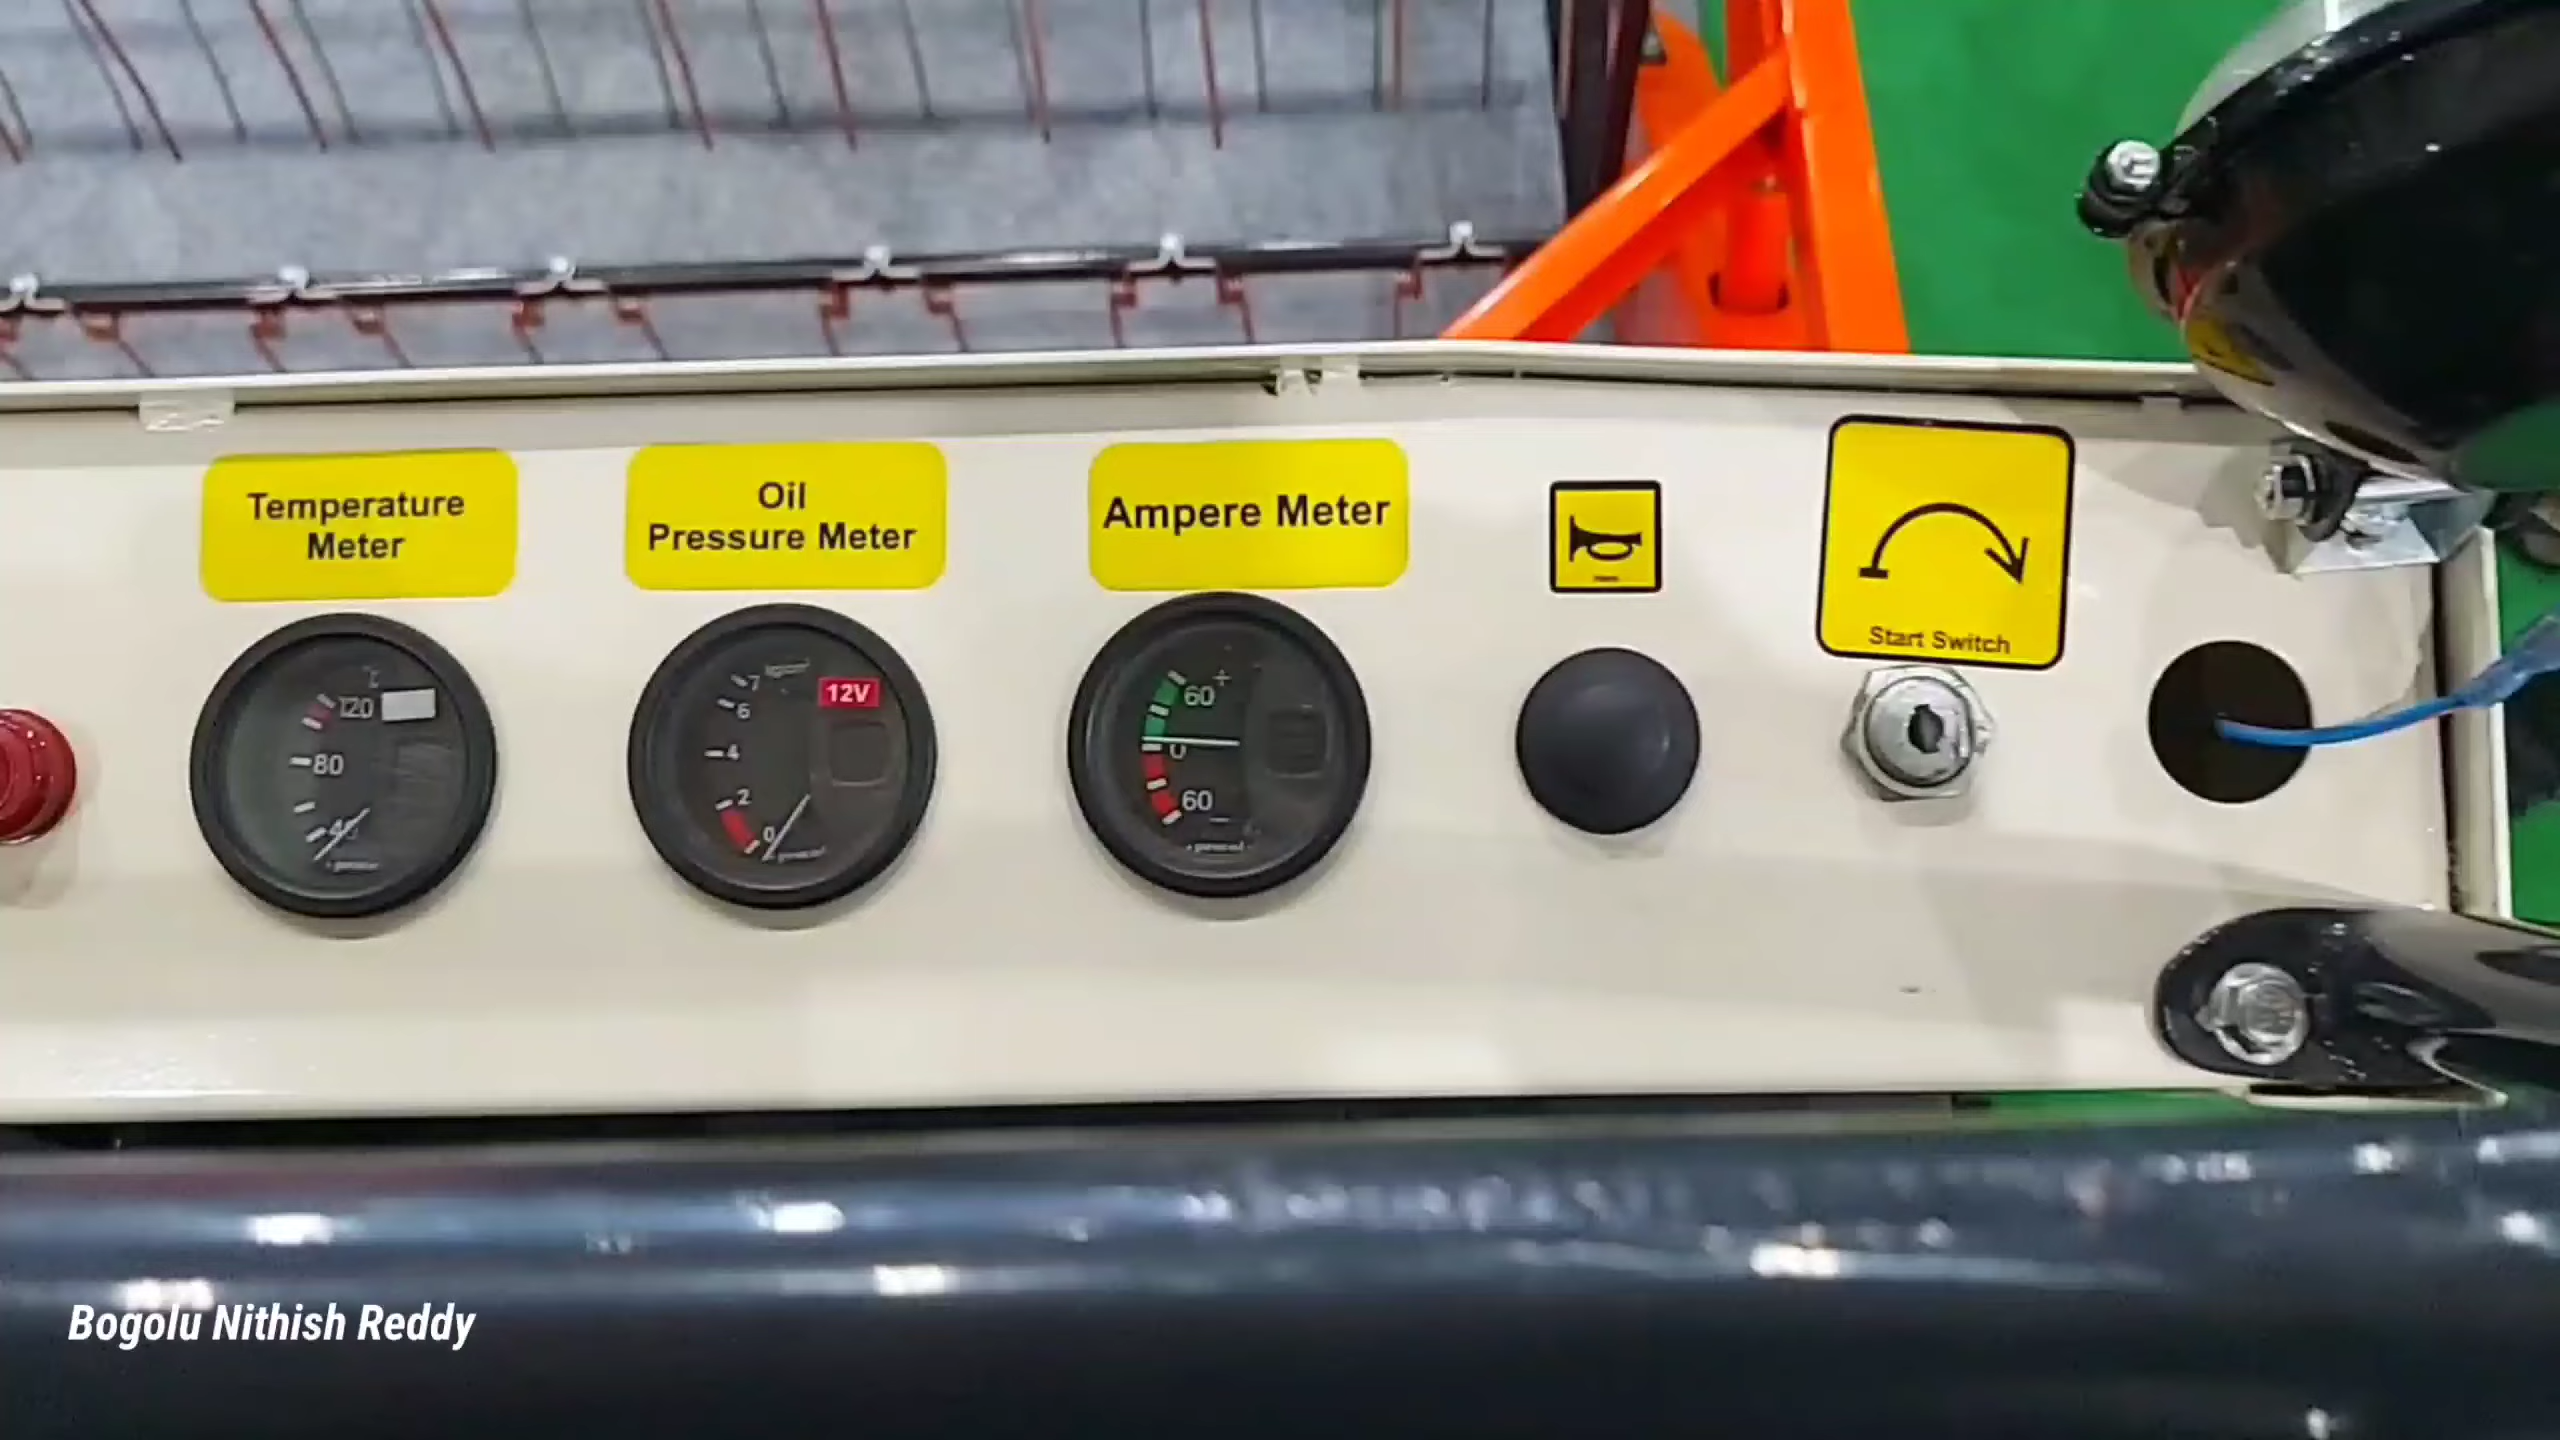 Temperature
Meter
Oil
Pressure Meter
Ampere Meter
Start Switch
120
80
7
6
4
2
0
12V
60 +
0
60
−
Bogolu Nithish Reddy